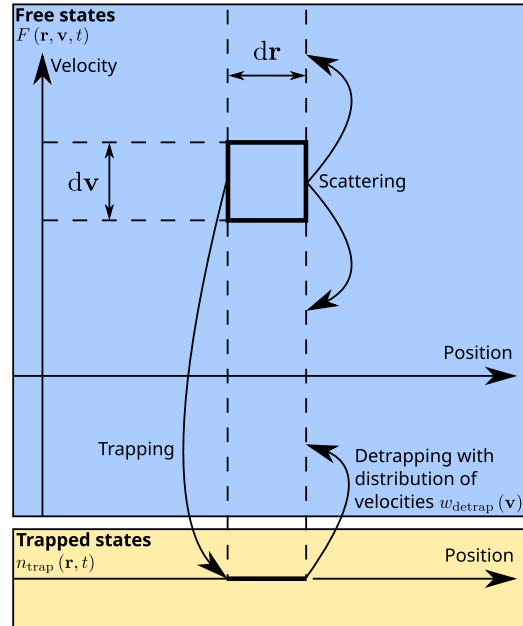 Free states
F (r, v, t)
Velocity
dr
dv
Scattering
Position
Trapping
Detrapping with
distribution of
velocities w_detrap (v)
Trapped states
n_trap (r, t)
Position